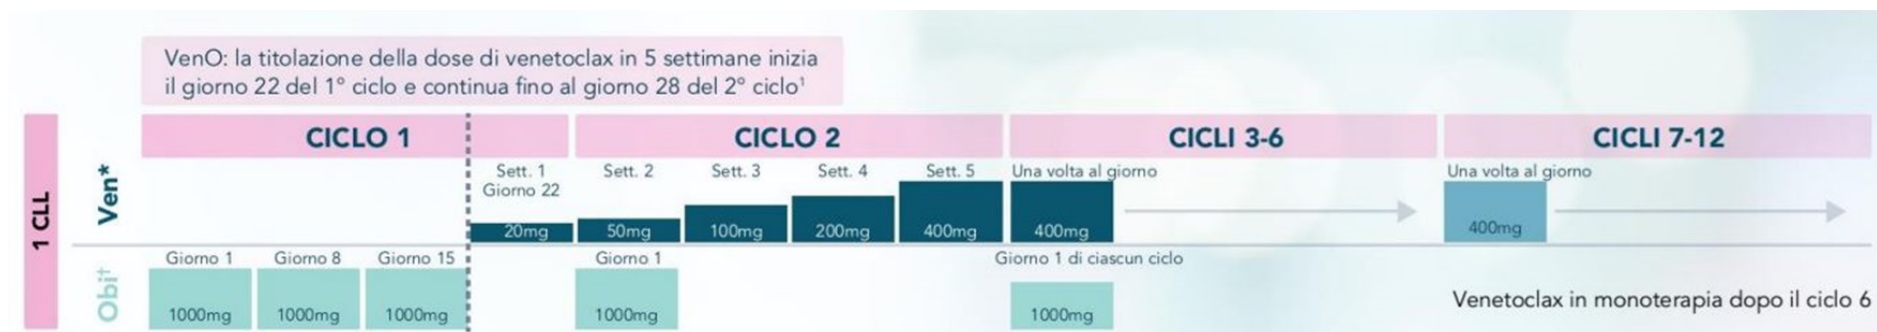 VenO: la titolazione della dose di venetoclax in 5 settimane inizia
il giorno 22 del 1° ciclo e continua fino al giorno 28 del 2° ciclo¹
CICLO 1
CICLO 2
CICLI 3-6
CICLI 7-12
1 CLL
Ven*
Sett. 1
Giorno 22
Sett. 2
Sett. 3
Sett. 4
Sett. 5
Una volta al giorno
Una volta al giorno
20mg
50mg
100mg
200mg
400mg
400mg
400mg
Obi†
Giorno 1
Giorno 8
Giorno 15
Giorno 1
Giorno 1 di ciascun ciclo
1000mg
1000mg
1000mg
1000mg
1000mg
Venetoclax in monoterapia dopo il ciclo 6